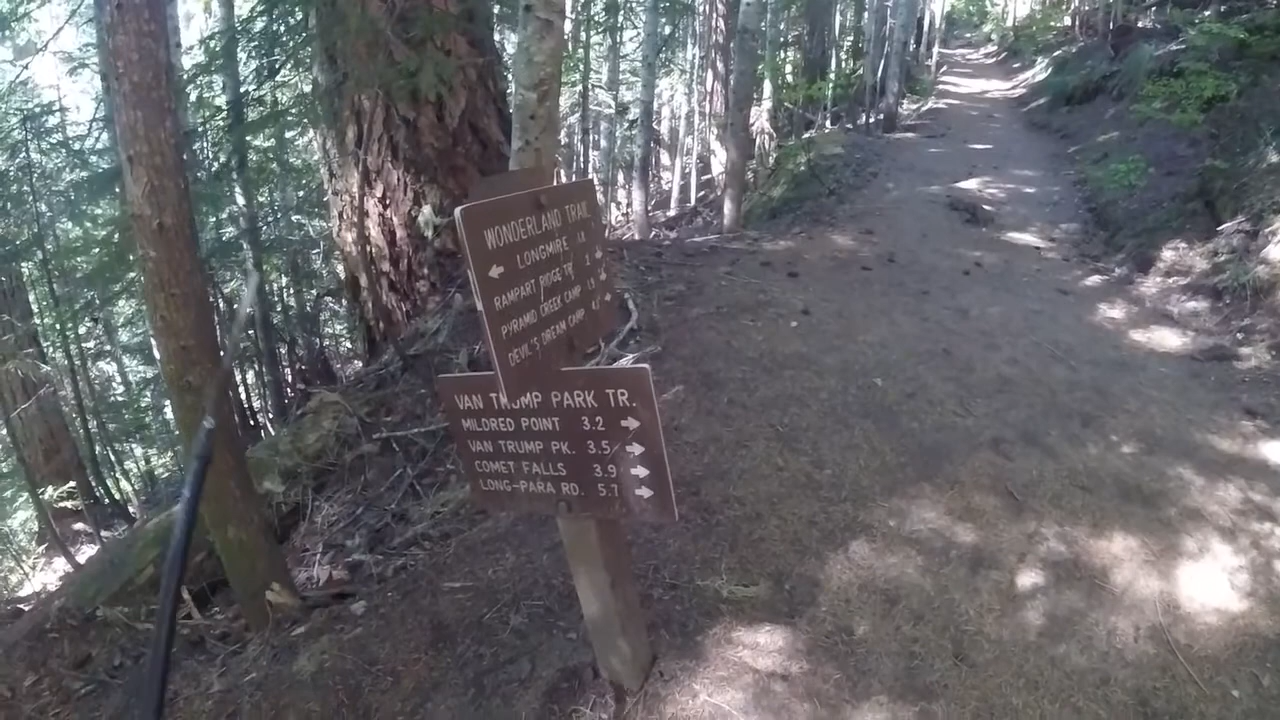 WONDERLAND TRAIL
LONGMIRE
RAMPART RIDGE TR.
PYRAMID CREEK CAMP
DEVIL'S DREAM CAMP
VAN TRUMP PARK TR.
MILDRED POINT 3.2
VAN TRUMP PK. 3.5
COMET FALLS 3.9
LONG-PARA RD. 5.7